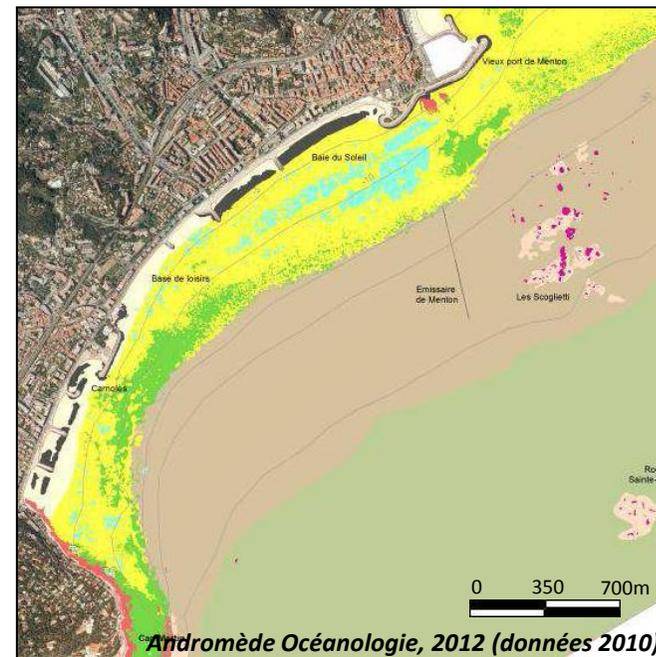 Vieux port de Menton
Baie du Soleil
Base de loisirs
Emissaire
de Menton
Les Scoglietti
Carnolès
Sainte-
0 350 700m
Andromède Océanologie, 2012 (données 2010)